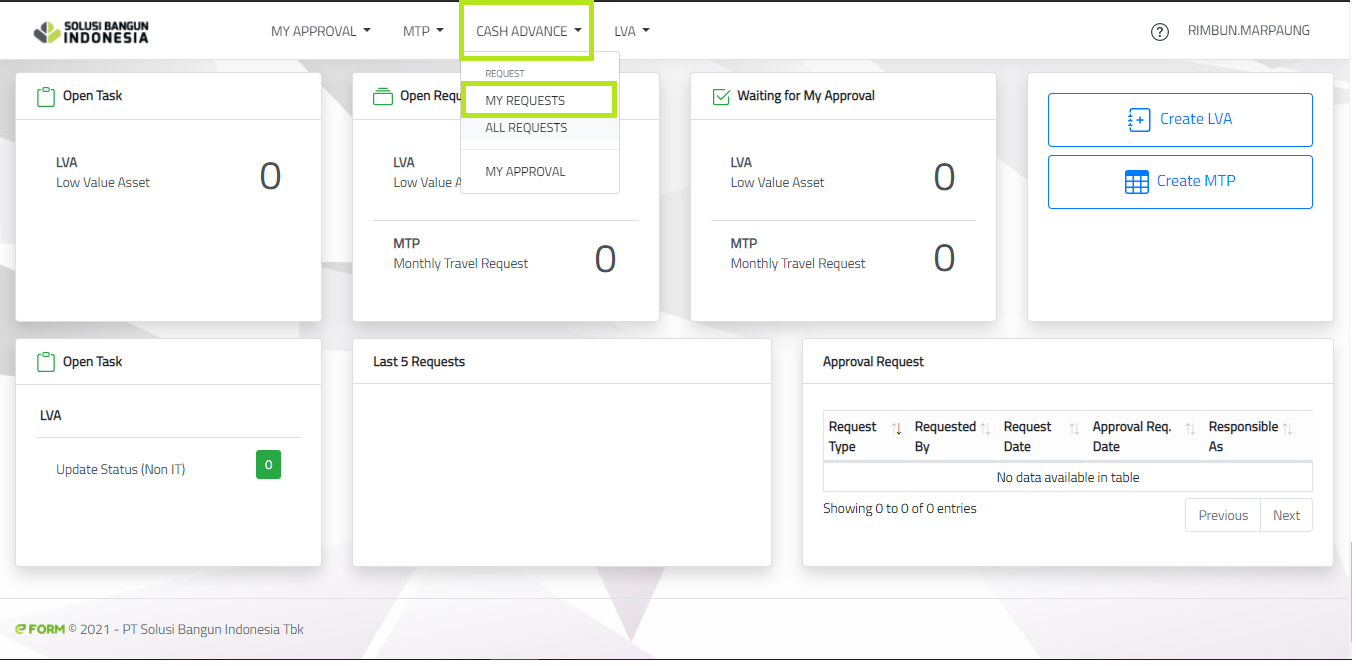 SOLUSI BANGUN
INDONESIA
MY APPROVAL
MTP
CASH ADVANCE
LVA
?
RIMBUN.MARPAUNG
REQUEST
MY REQUESTS
ALL REQUESTS
MY APPROVAL
Open Task
LVA
Low Value Asset
0
Open Requ
LVA
Low Value A
MTP
Monthly Travel Request
0
Waiting for My Approval
LVA
Low Value Asset
0
MTP
Monthly Travel Request
0
Create LVA
Create MTP
Open Task
LVA
Update Status (Non IT)
0
Last 5 Requests
Approval Request
Request Type
Requested By
Request Date
Approval Req. Date
Responsible As
No data available in table
Showing 0 to 0 of 0 entries
Previous
Next
eFORM © 2021 - PT Solusi Bangun Indonesia Tbk